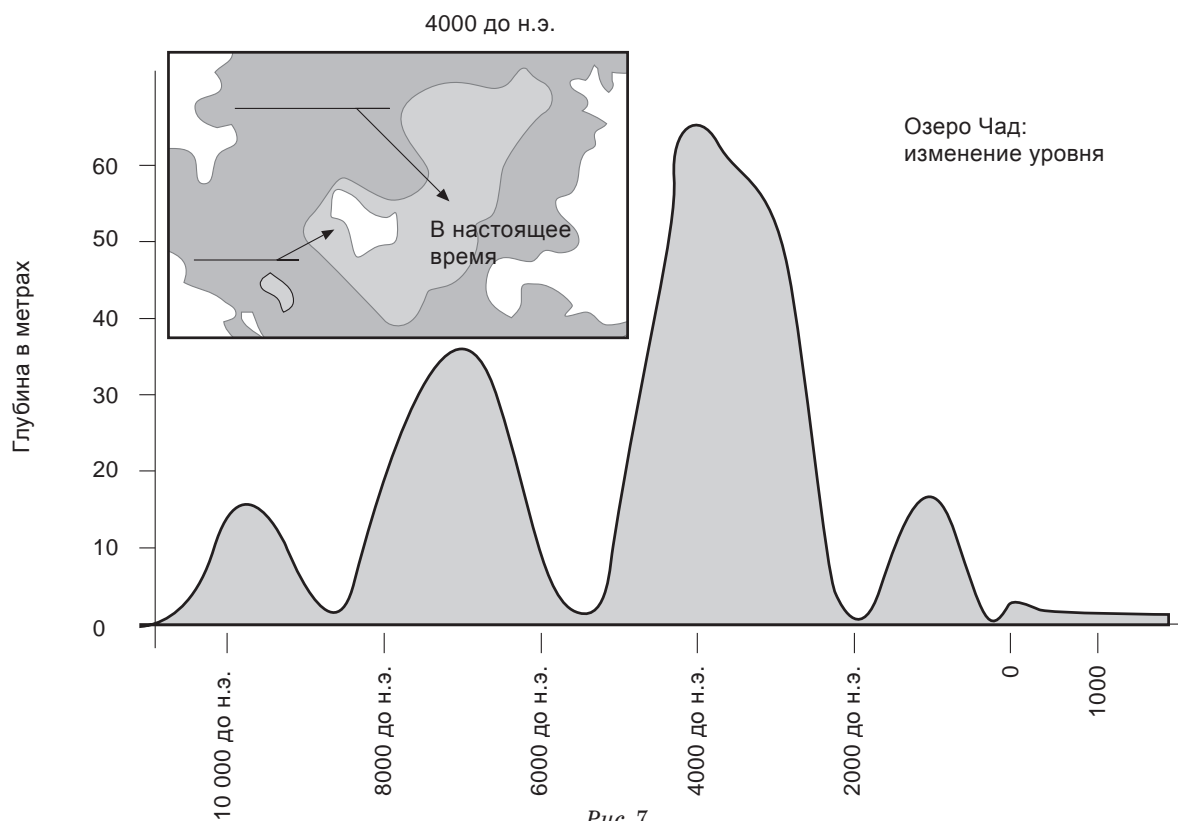 4000 до н.э.
Озеро Чад:
изменение уровня
В настоящее
время
Глубина в метрах
60
50
40
30
20
10
0
10 000 до н.э.
8000 до н.э.
6000 до н.э.
4000 до н.э.
2000 до н.э.
0
1000
Рис. 7